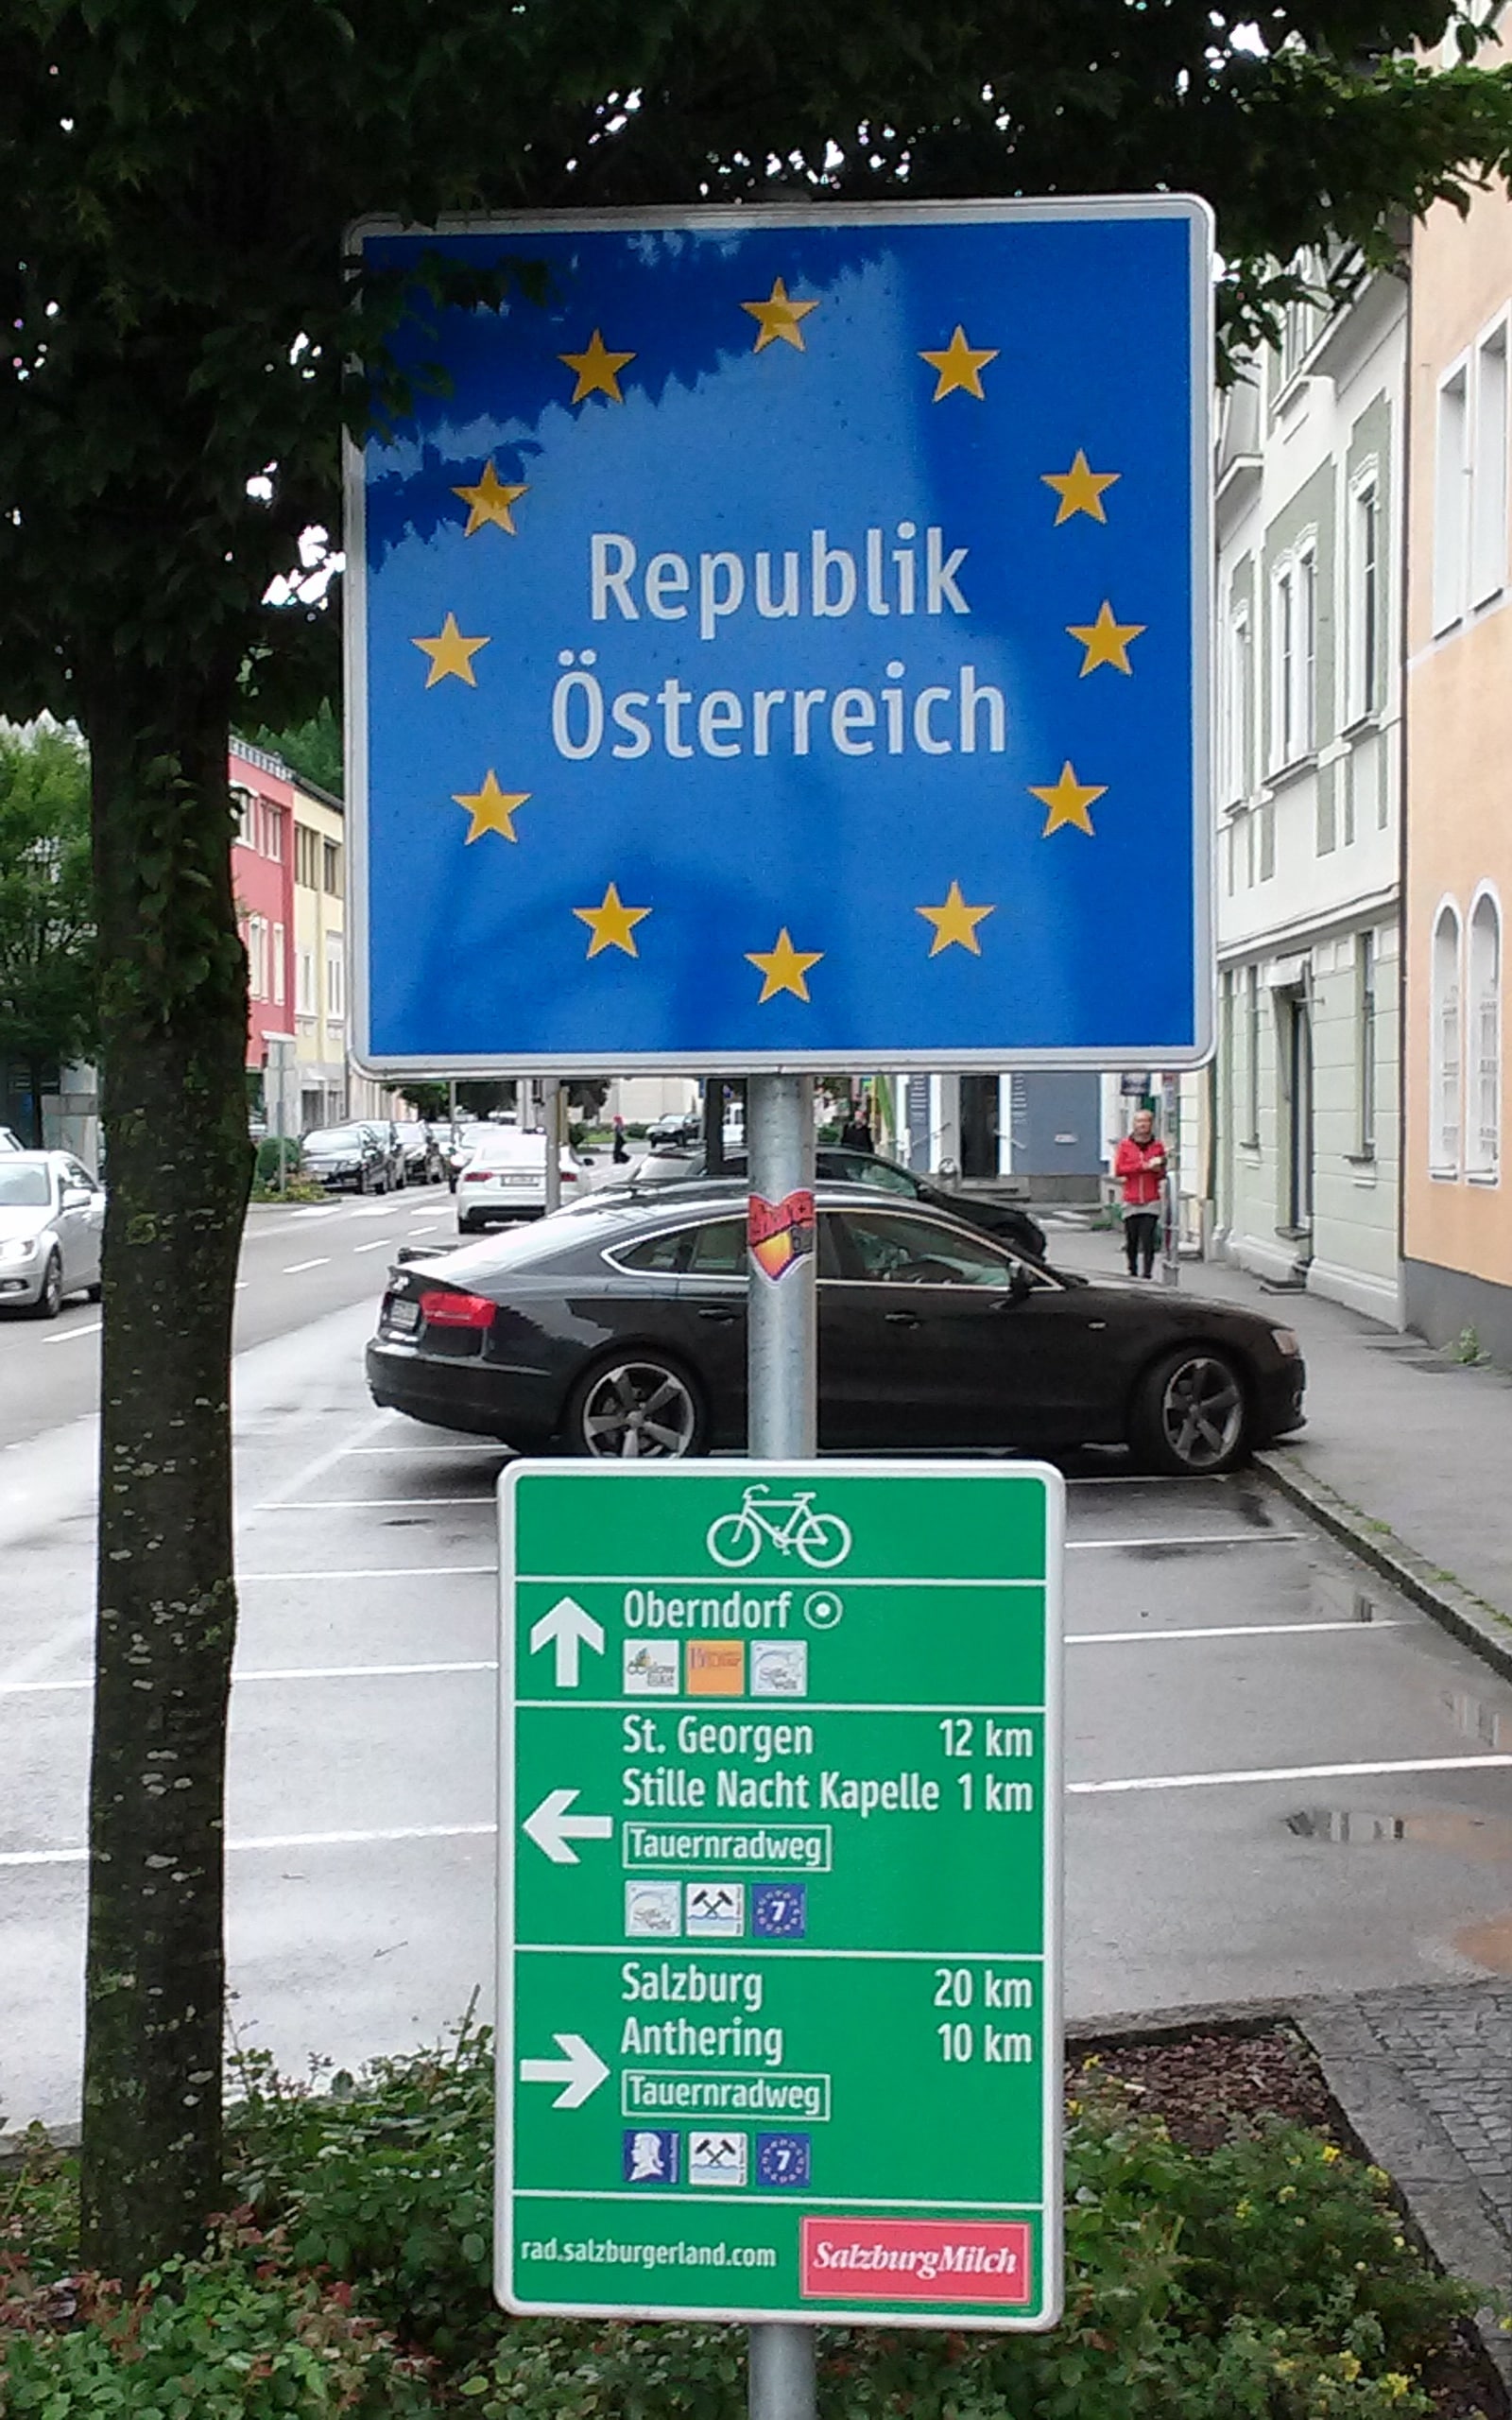 Republik
Österreich
Oberndorf
St. Georgen 12 km
Stille Nacht Kapelle 1 km
Tauernradweg
7
Salzburg 20 km
Anthering 10 km
Tauernradweg
7
rad.salzburgerland.com SalzburgMilch